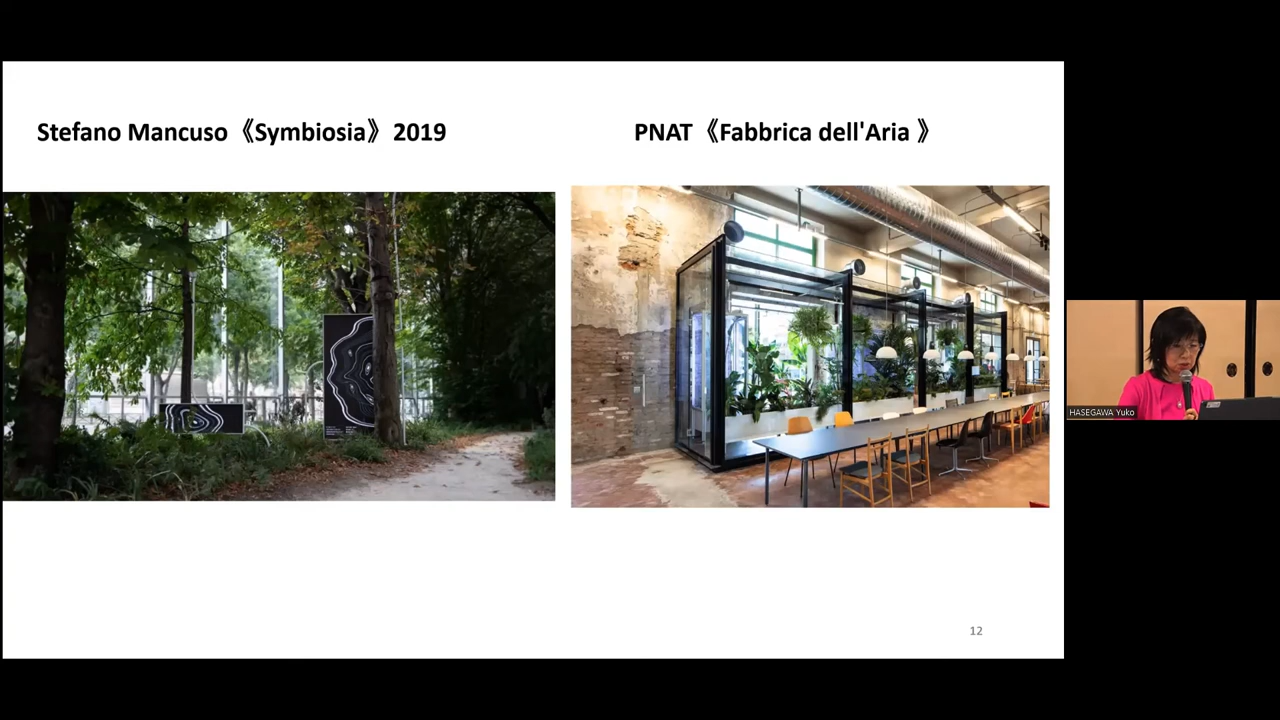 Stefano Mancuso《Symbiosia》2019
PNAT《Fabbrica dell'Aria 》
12
HASEGAWA Yuko